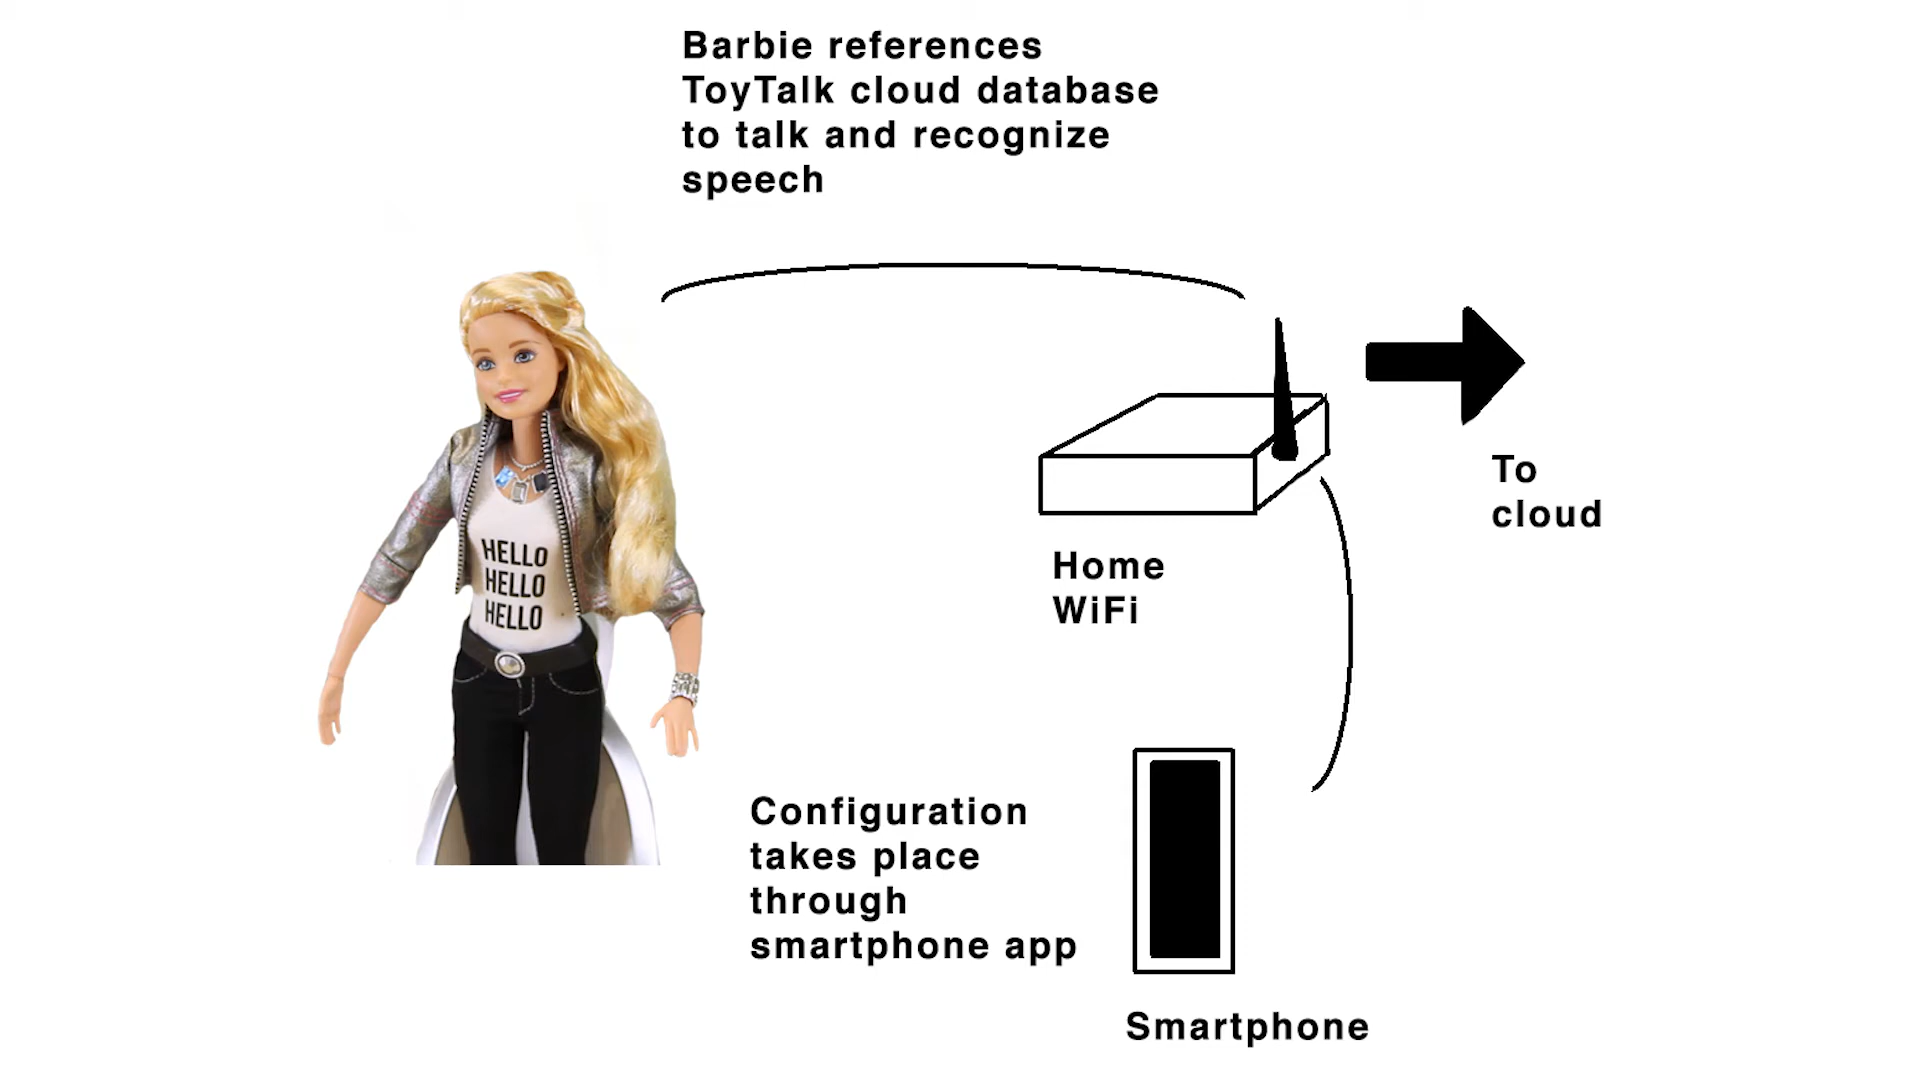 Barbie references
ToyTalk cloud database
to talk and recognize
speech
HELLO
HELLO
HELLO
To
cloud
Home
WiFi
Configuration
takes place
through
smartphone app
Smartphone